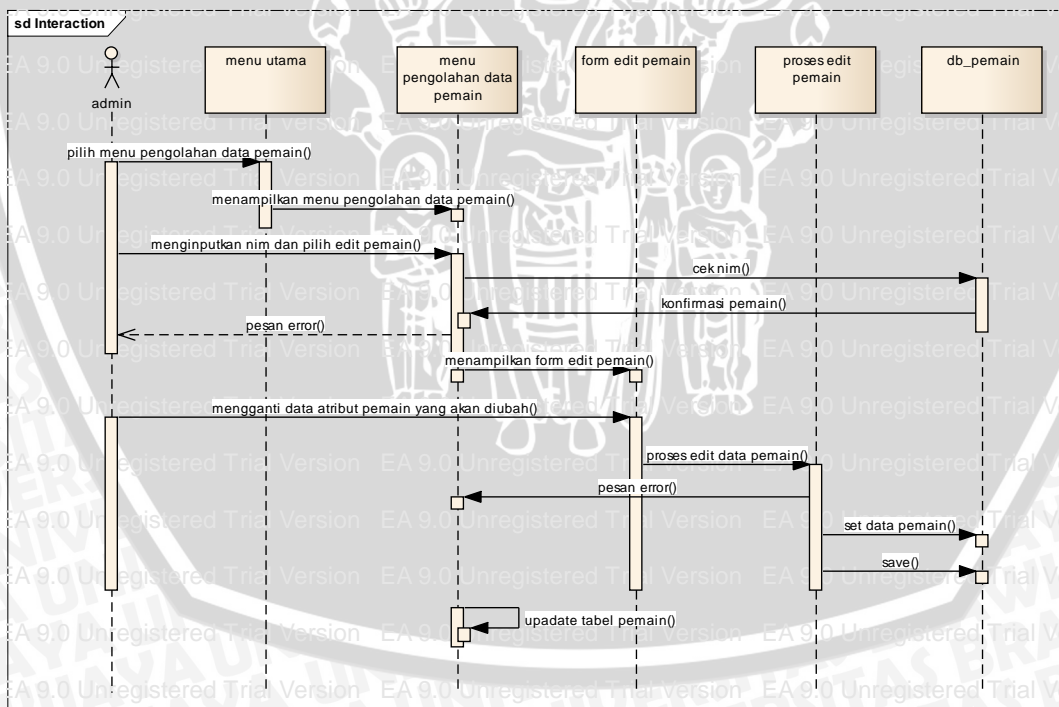 sd Interaction
admin
menu utama
menu
pengolahan data
pemain
form edit pemain
proses edit
pemain
db_pemain
pilih menu pengolahan data pemain()
menampilkan menu pengolahan data pemain()
menginputkan nim dan pilih edit pemain()
cek nim()
konfirmasi pemain()
pesan error()
menampilkan form edit pemain()
mengganti data atribut pemain yang akan diubah()
proses edit data pemain()
pesan error()
set data pemain()
save()
upadate tabel pemain()
EA 9.0 Unregistered Trial Version